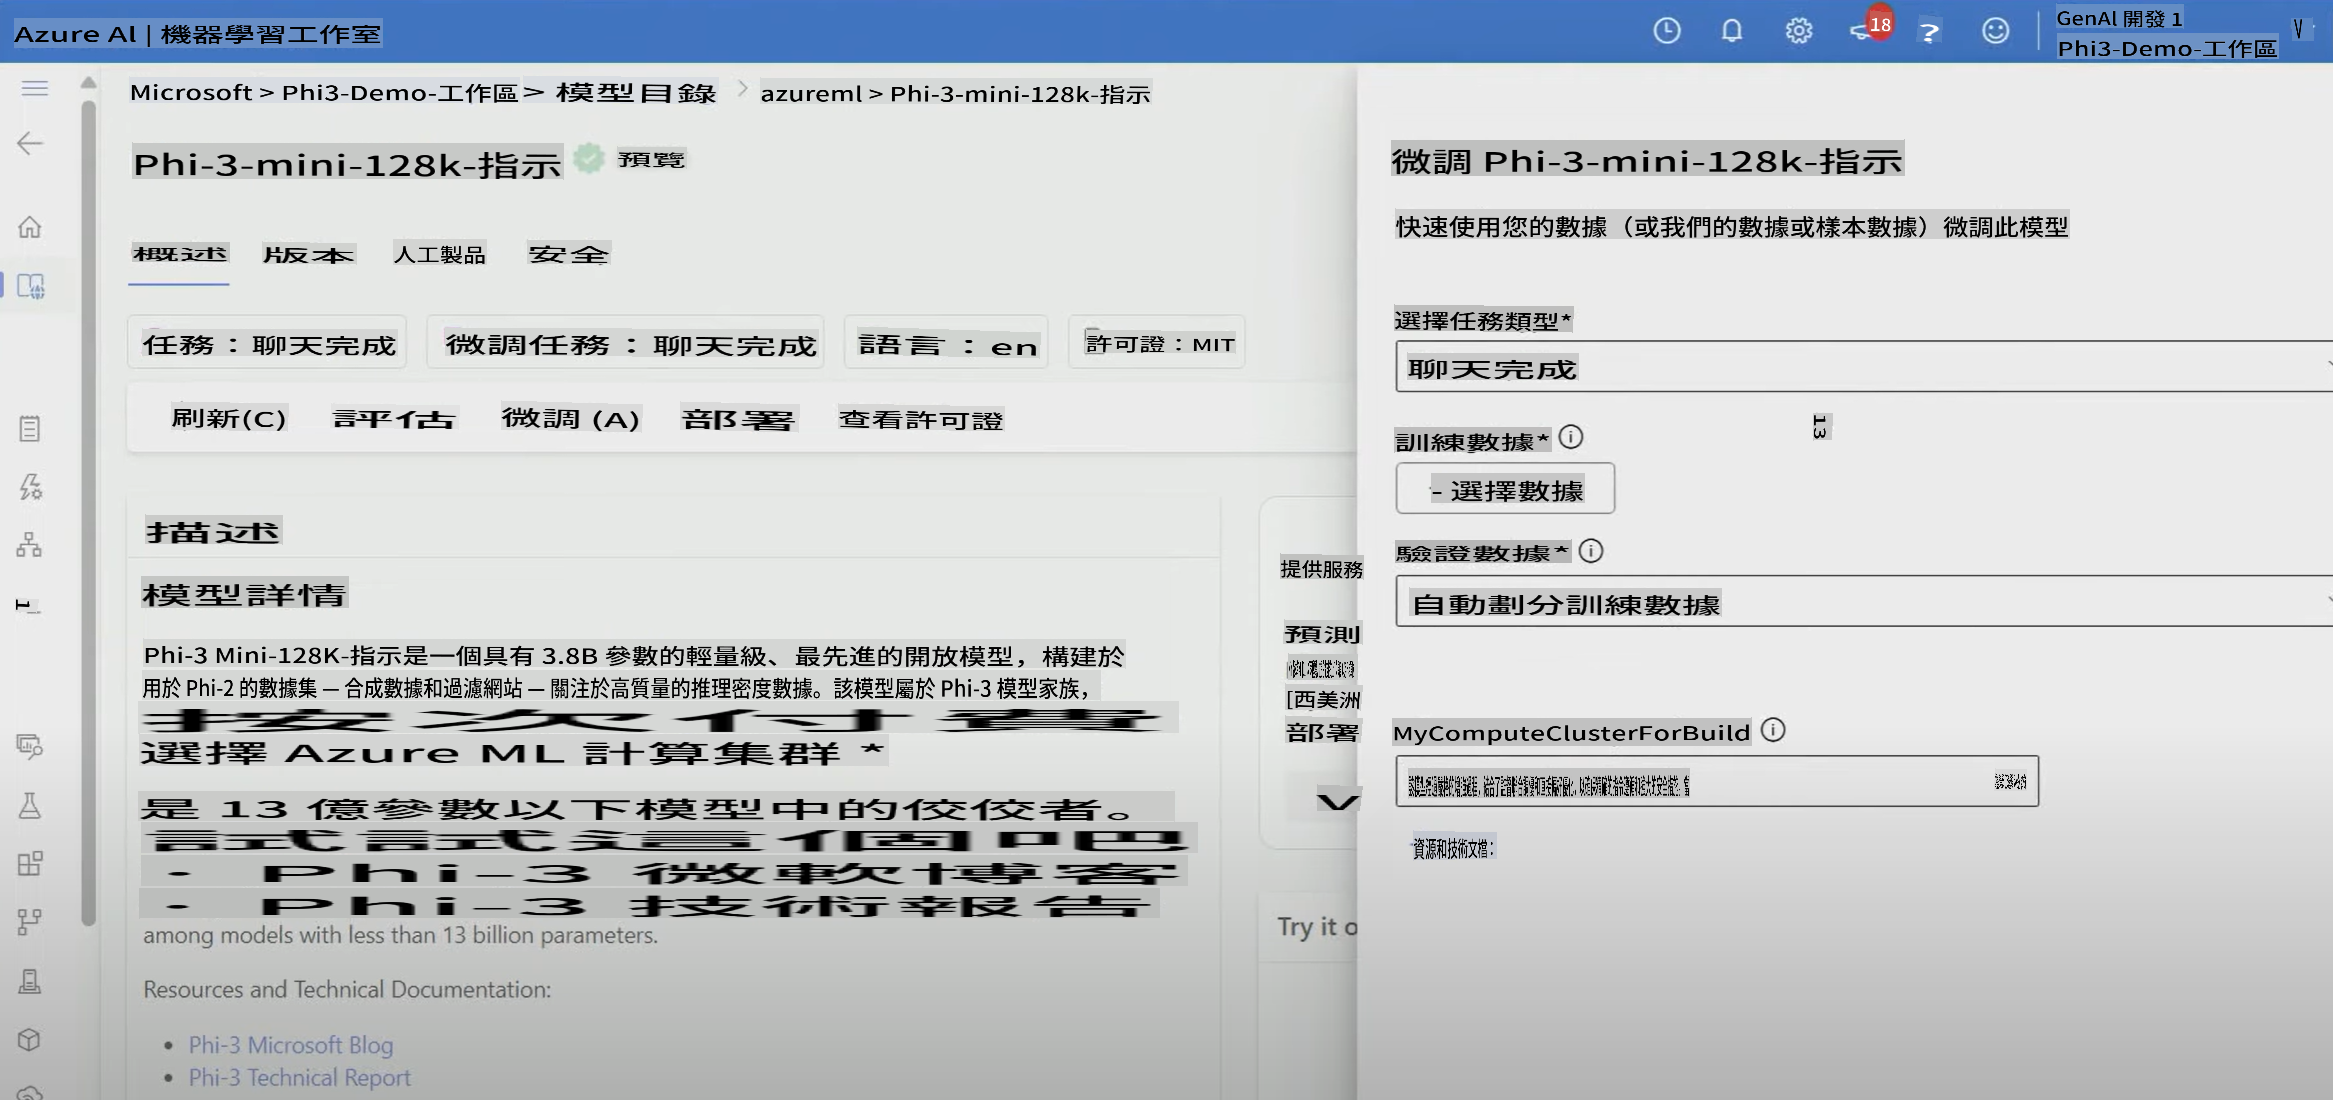 Azure AI | 機器學習工作室
18
?
GenAI 開發 1
Phi3-Demo-工作區
Microsoft > Phi3-Demo-工作區 > 模型目錄 > azureml > Phi-3-mini-128k-指示
Phi-3-mini-128k-指示 預覽
概述 版本 人工製品 安全
任務：聊天完成 微調任務：聊天完成 語言：en 許可證：MIT
刷新(C) 評估 微調 (A) 部署 查看許可證
描述
模型詳情
Phi-3 Mini-128K-指示是一個具有 3.8B 參數的輕量級、最先進的開放模型，構建於
用於 Phi-2 的數據集 — 合成數據和過濾網站 — 關注於高質量的推理密度數據。該模型屬於 Phi-3 模型家族，
按次付費
選擇 Azure ML 計算集群 *
是 13 億參數以下模型中的佼佼者。
試試這個吧
· Phi-3 微軟博客
· Phi-3 技術報告
among models with less than 13 billion parameters.
Resources and Technical Documentation:
• Phi-3 Microsoft Blog
• Phi-3 Technical Report
提供服務
預測
[西美洲
部署
V
Try it o
微調 Phi-3-mini-128k-指示
快速使用您的數據（或我們的數據或樣本數據）微調此模型
選擇任務類型*
聊天完成
13
訓練數據*
- 選擇數據
驗證數據*
自動劃分訓練數據
MyComputeClusterForBuild
資源和技術文檔：